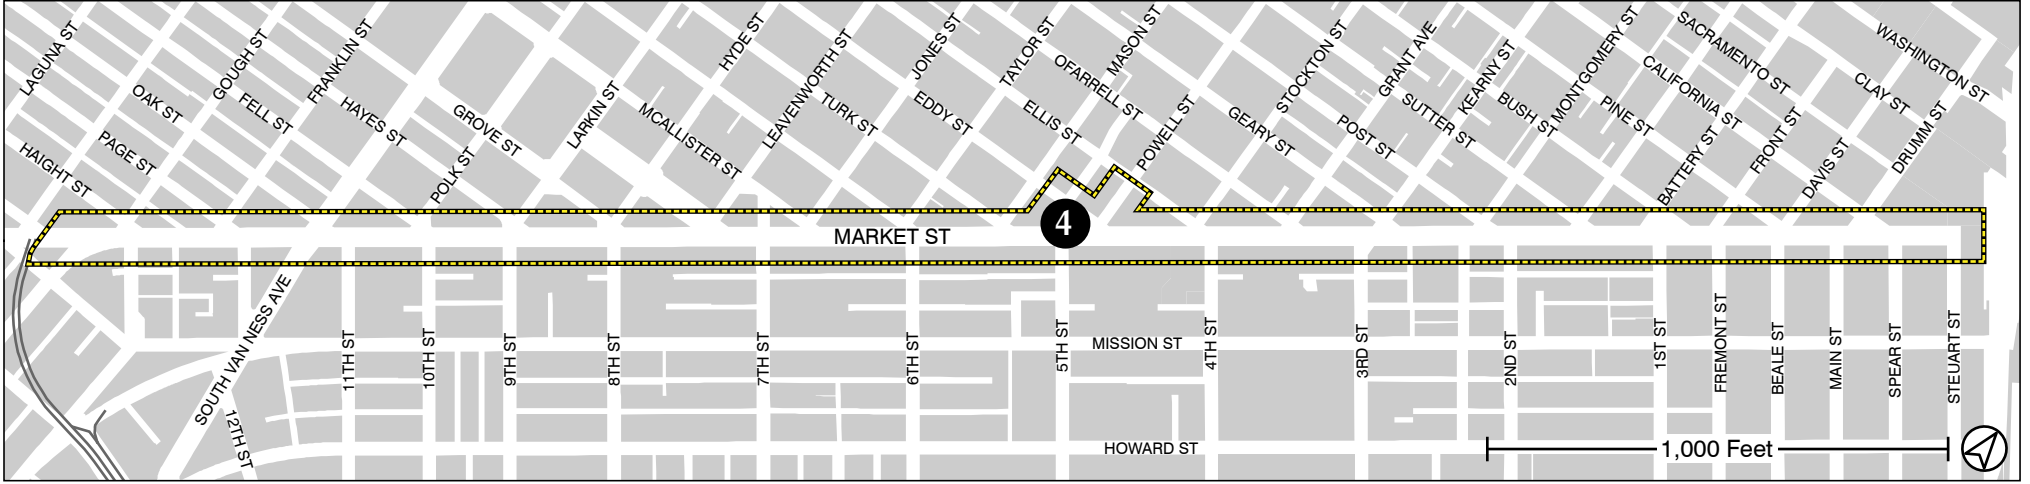 LAGUNA ST
HAIGHT ST
PAGE ST
OAK ST
GOUGH ST
FELL ST
FRANKLIN ST
HAYES ST
POLK ST
GROVE ST
LARKIN ST
MCALLISTER ST
HYDE ST
LEAVENWORTH ST
TURK ST
JONES ST
EDDY ST
TAYLOR ST
ELLIS ST
OFARRELL ST
MASON ST
POWELL ST
GEARY ST
STOCKTON ST
POST ST
GRANT AVE
SUTTER ST
KEARNY ST
BUSH ST
MONTGOMERY ST
PINE ST
CALIFORNIA ST
SACRAMENTO ST
BATTERY ST
FRONT ST
DAVIS ST
CLAY ST
DRUMM ST
WASHINGTON ST
MARKET ST
4
SOUTH VAN NESS AVE
12TH ST
11TH ST
10TH ST
9TH ST
8TH ST
7TH ST
6TH ST
5TH ST
MISSION ST
4TH ST
3RD ST
2ND ST
1ST ST
FREMONT ST
BEALE ST
MAIN ST
SPEAR ST
STEUART ST
HOWARD ST
1,000 Feet